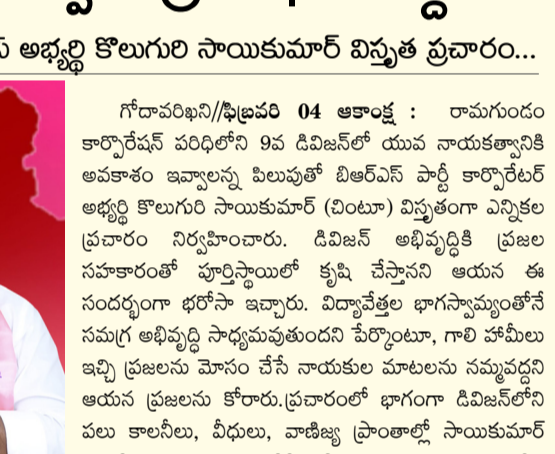 అభ్యర్థి కొలుగురి సాయికుమార్ విస్తృత ప్రచారం...
గోదావరిఖని//ఫిబ్రవరి 04 ఆకాంక్ష : రామగుండం
కార్పొరేషన్ పరిధిలోని 9వ డివిజన్‌లో యువ నాయకత్వానికి
అవకాశం ఇవ్వాలన్న పిలుపుతో బిఆర్ఎస్ పార్టీ కార్పొరేటర్
అభ్యర్థి కొలుగురి సాయికుమార్ (చింటూ) విస్తృతంగా ఎన్నికల
ప్రచారం నిర్వహించారు. డివిజన్ అభివృద్ధికి ప్రజల
సహకారంతో పూర్తిస్థాయిలో కృషి చేస్తానని ఆయన ఈ
సందర్భంగా భరోసా ఇచ్చారు. విద్యావేత్తల భాగస్వామ్యంతోనే
సమగ్ర అభివృద్ధి సాధ్యమవుతుందని పేర్కొంటూ, గాలి హామీలు
ఇచ్చి ప్రజలను మోసం చేసే నాయకుల మాటలను నమ్మవద్దని
ఆయన ప్రజలను కోరారు.ప్రచారంలో భాగంగా డివిజన్‌లోని
పలు కాలనీలు, వీధులు, వాణిజ్య ప్రాంతాల్లో సాయికుమార్